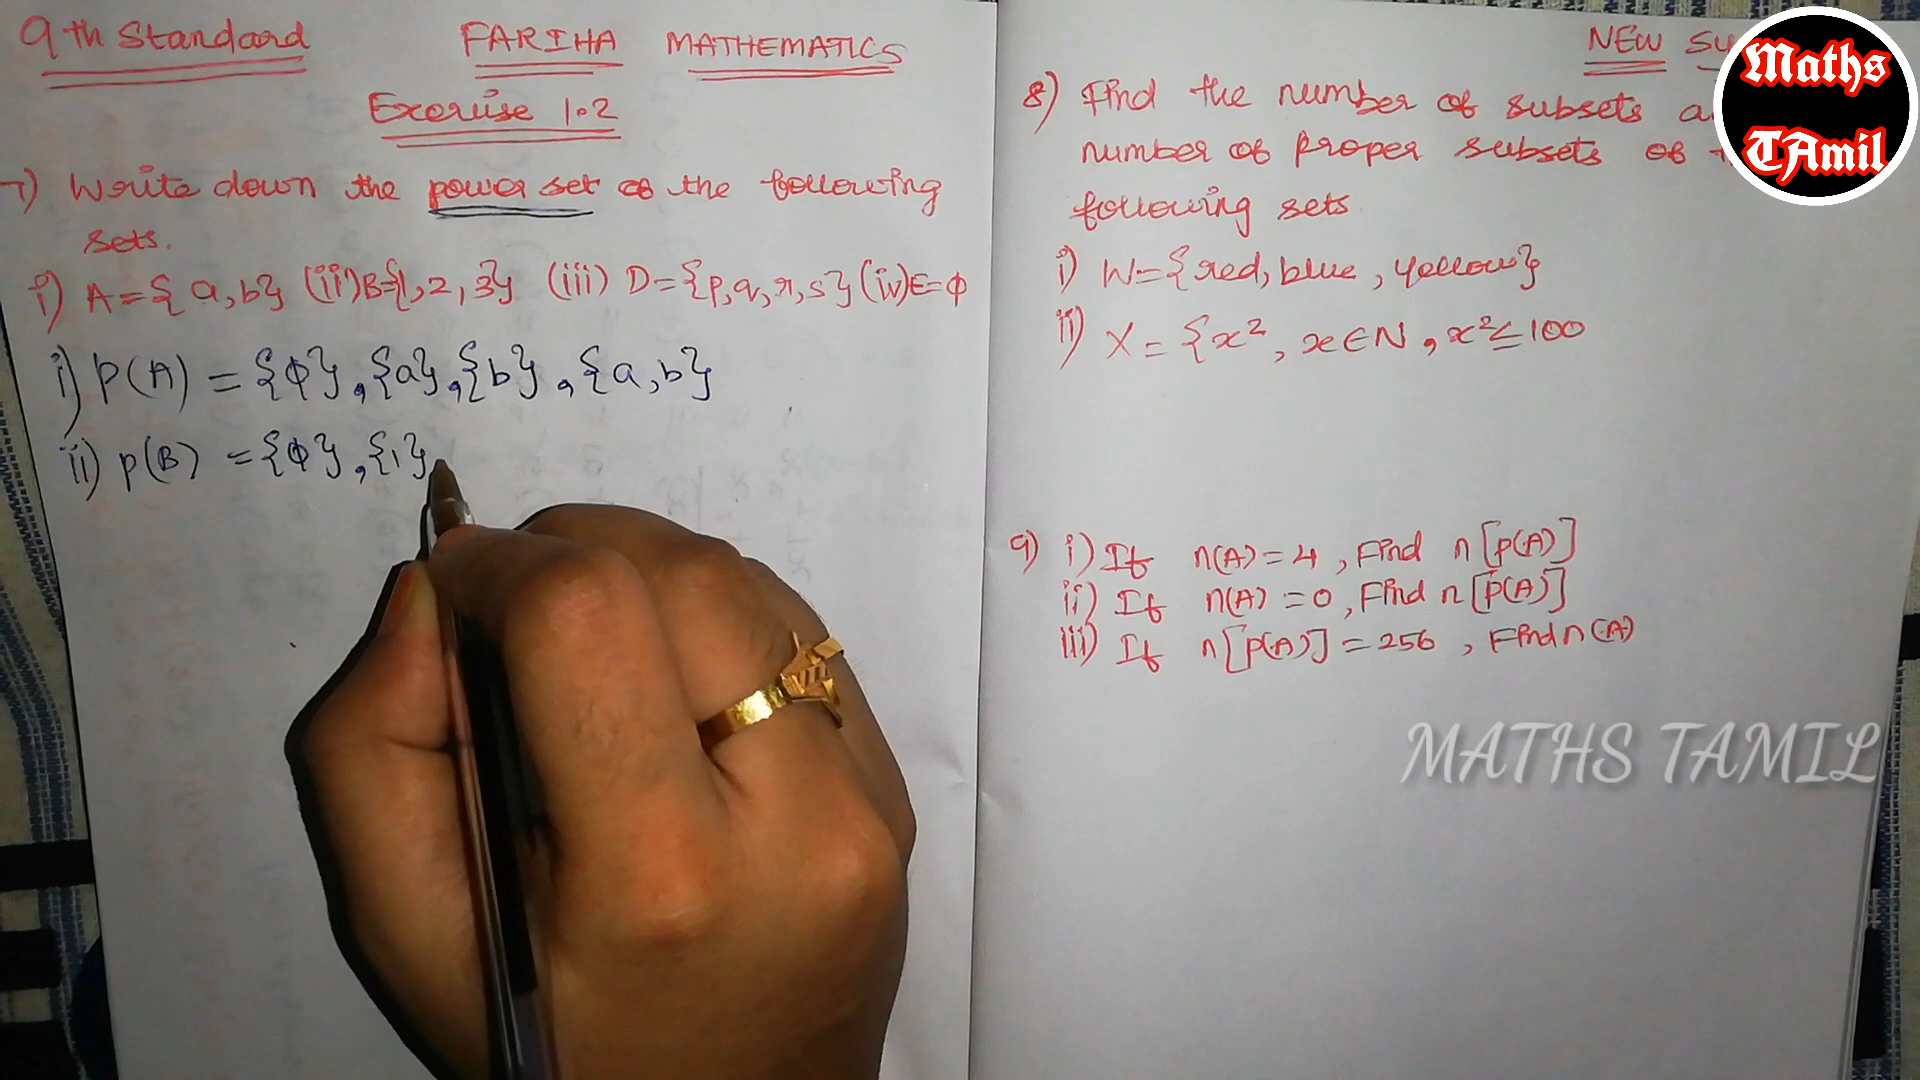 9th Standard FARIHA MATHEMATICS
Exercise 1.2
7) Write down the power set of the following
sets.
i) A={a,b} (ii)B={1,2,3} (iii) D={p,q,r,s} (iv)E=ϕ
i) P(A) = {ϕ},{a},{b},{a,b}
ii) p(B) = {ϕ},{1},
NEW
8) Find the number of subsets
number of proper subsets of
following sets.
i) W={red,blue,yellow}
ii) X={x², x∈N, x²≤100
9) i) If n(A)=4, Find n[p(A)]
ii) If n(A)=0, Find n[p(A)]
iii) If n[p(A)]=256, Find n(A)
Maths
TAmil
MATHS TAMIL